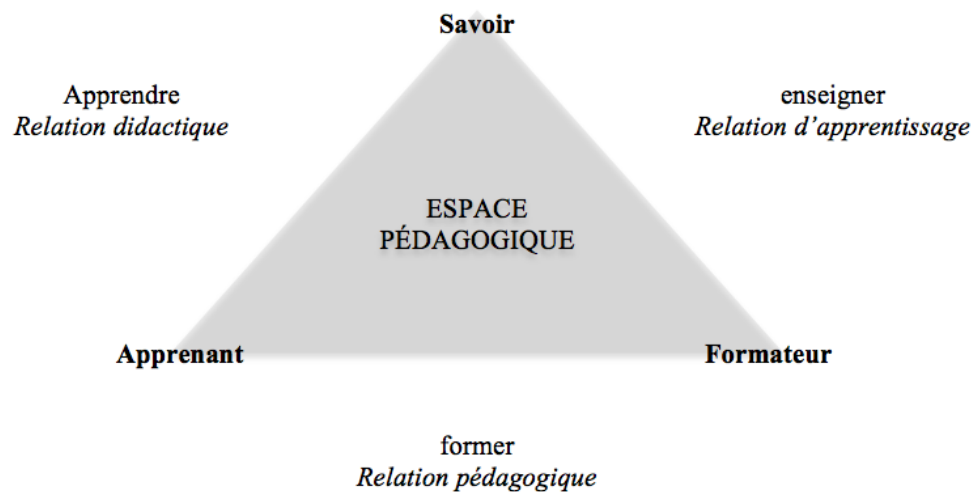 Savoir
Apprendre
Relation didactique
enseigner
Relation d'apprentissage
ESPACE
PÉDAGOGIQUE
Apprenant
Formateur
former
Relation pédagogique